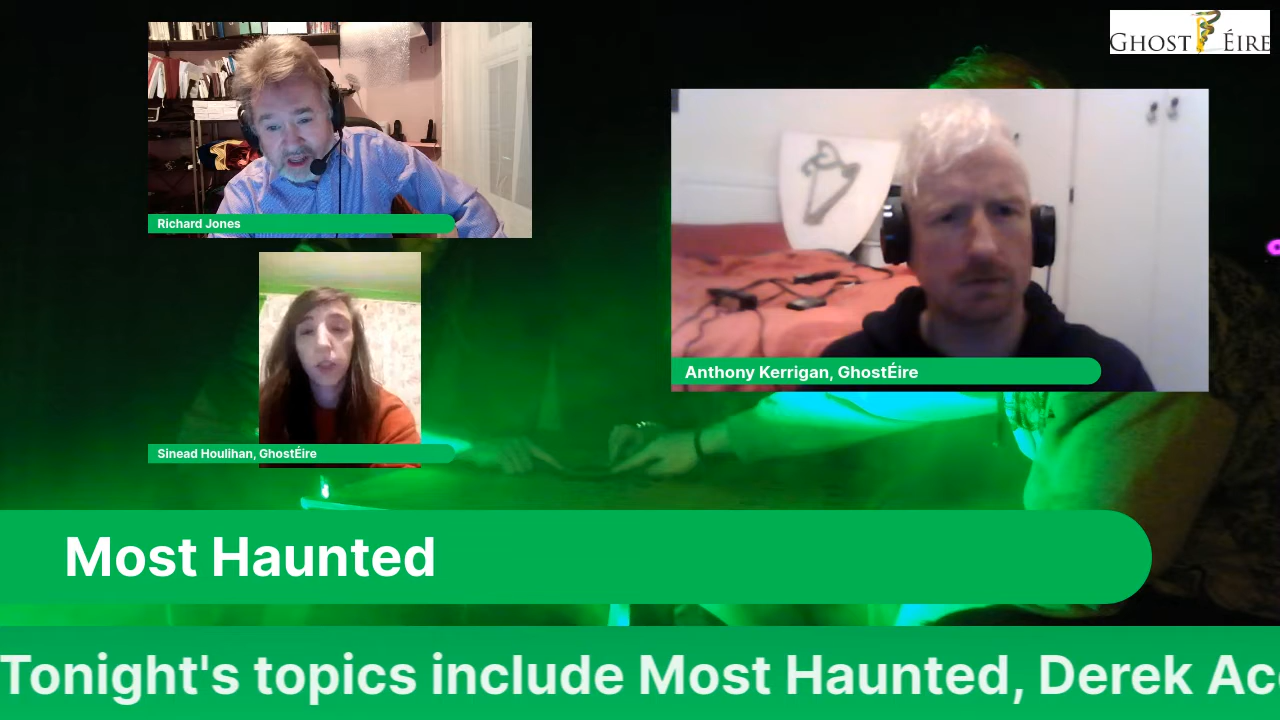 GHOST ÉIRE
Richard Jones
Anthony Kerrigan, GhostÉire
Sinead Houlihan, GhostÉire
Most Haunted
Tonight's topics include Most Haunted, Derek Ac